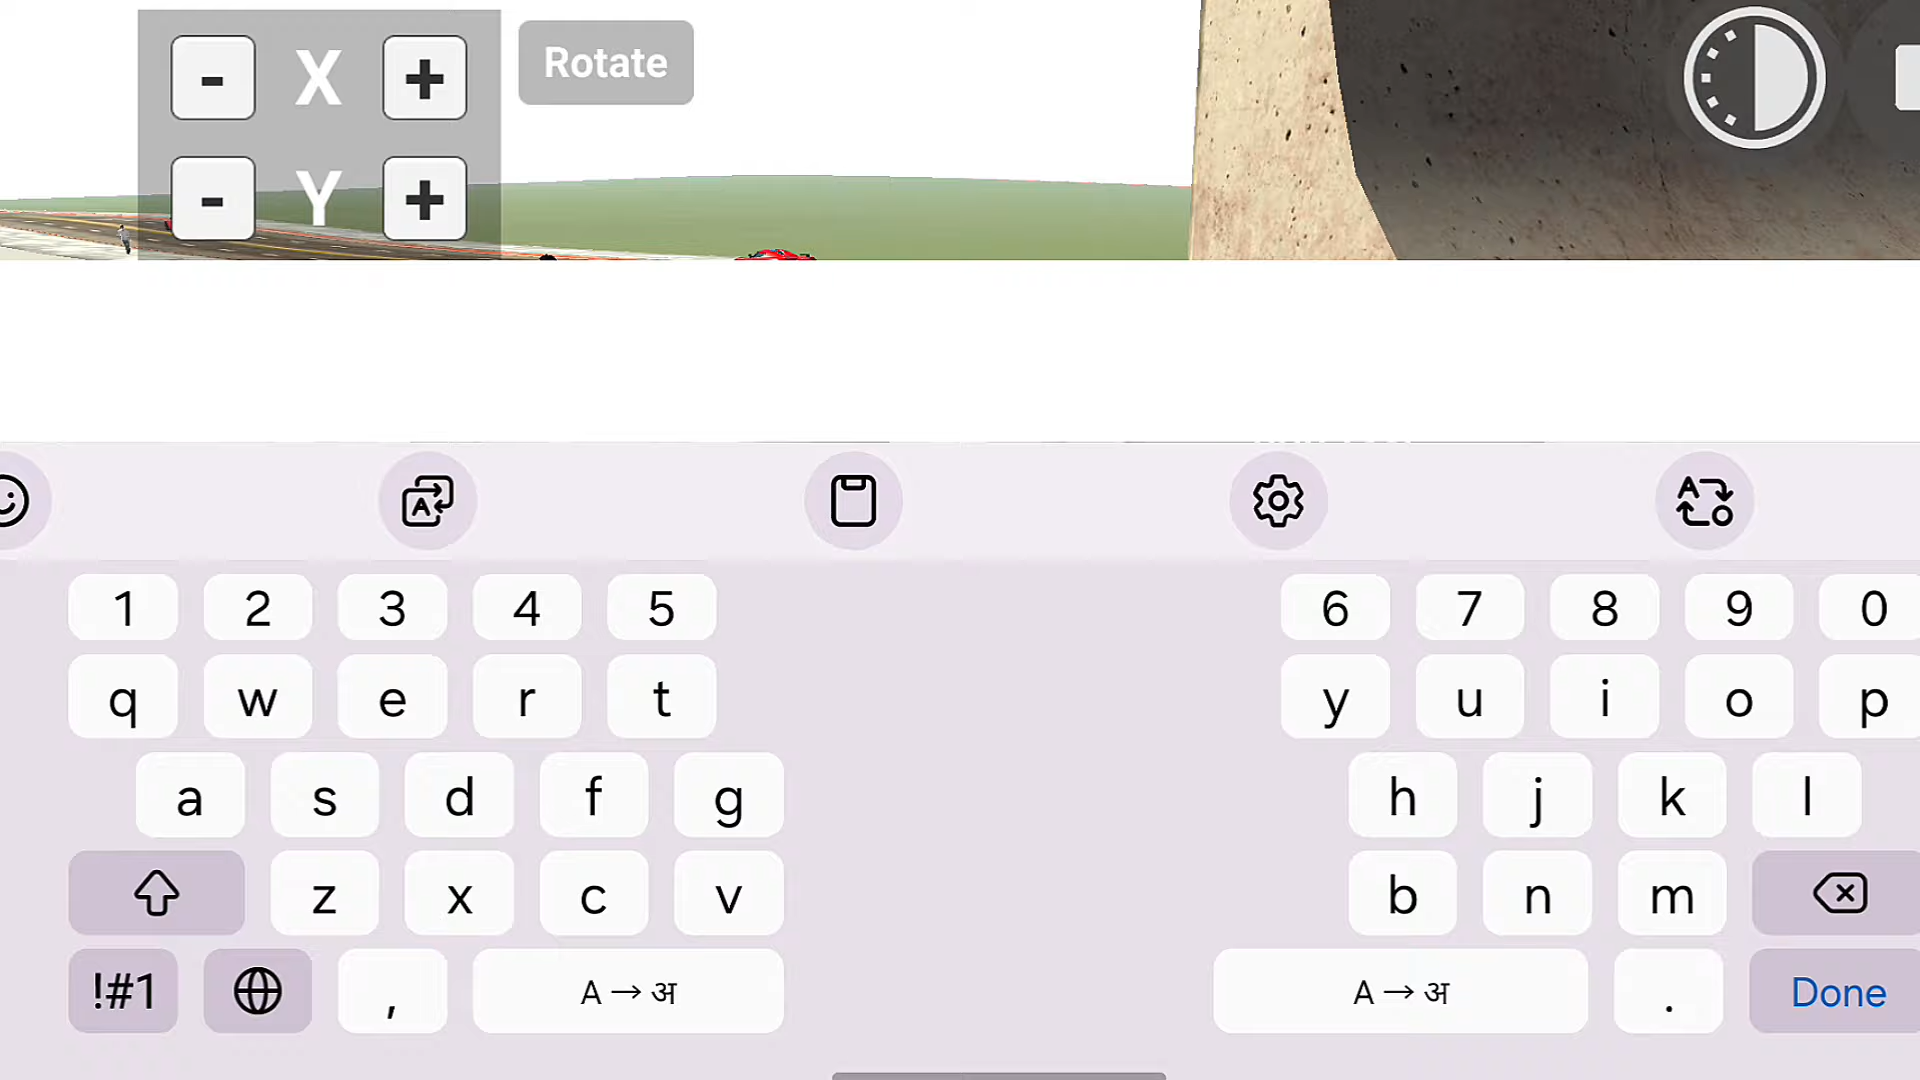 - X + Rotate
- Y +
1 2 3 4 5 6 7 8 9 0
q w e r t y u i o p
a s d f g h j k l
z x c v b n m
!#1 , A → अ A → अ . Done